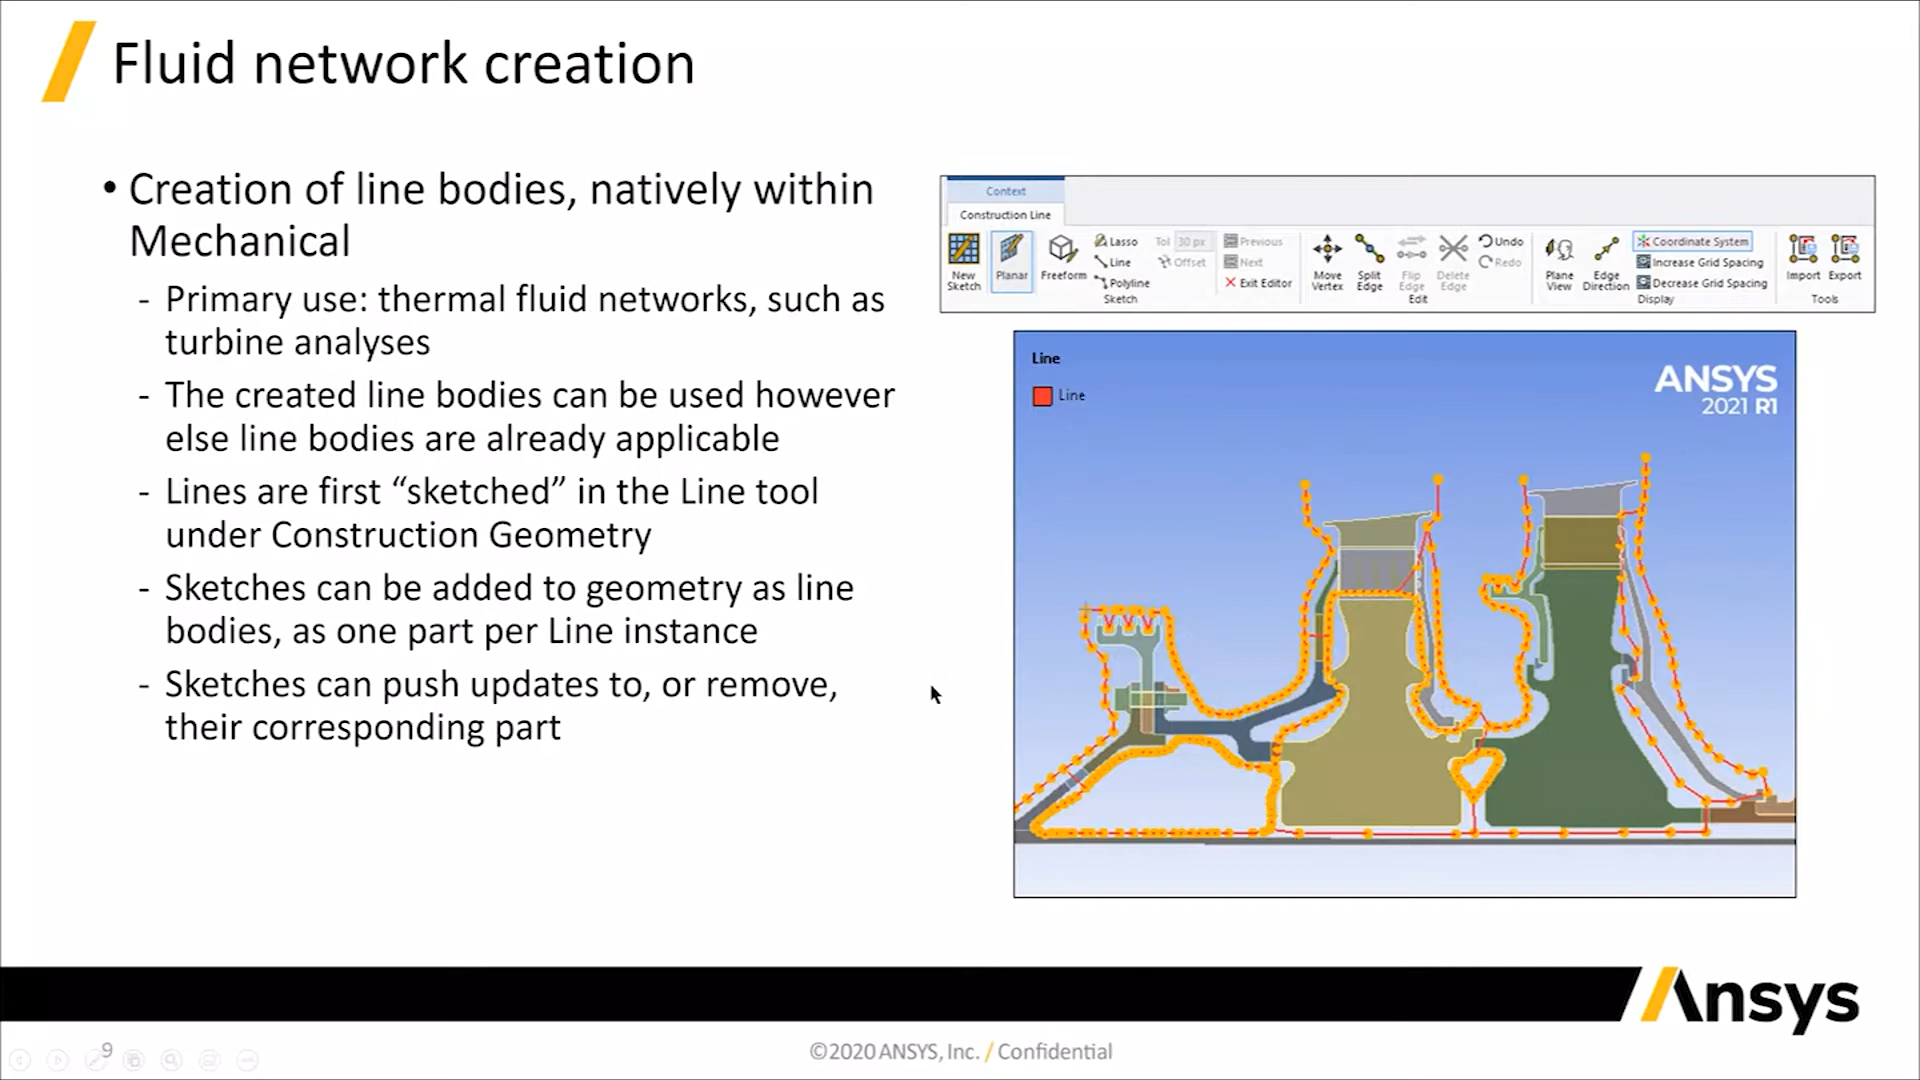 Fluid network creation
• Creation of line bodies, natively within
Mechanical
- Primary use: thermal fluid networks, such as
turbine analyses
- The created line bodies can be used however
else line bodies are already applicable
- Lines are first “sketched” in the Line tool
under Construction Geometry
- Sketches can be added to geometry as line
bodies, as one part per Line instance
- Sketches can push updates to, or remove,
their corresponding part
Context
Construction Line
New Sketch
Planar
Freeform
Lasso
Line
Polyline
Tol 30 px
Offset
Sketch
Previous
Next
Exit Editor
Move Vertex
Split Edge
Flip Edge
Delete Edge
Undo
Redo
Edit
Plane View
Edge Direction
Coordinate System
Increase Grid Spacing
Decrease Grid Spacing
Display
Import
Export
Tools
Line
Line
ANSYS
2021 R1
Ansys
9
©2020 ANSYS, Inc. / Confidential